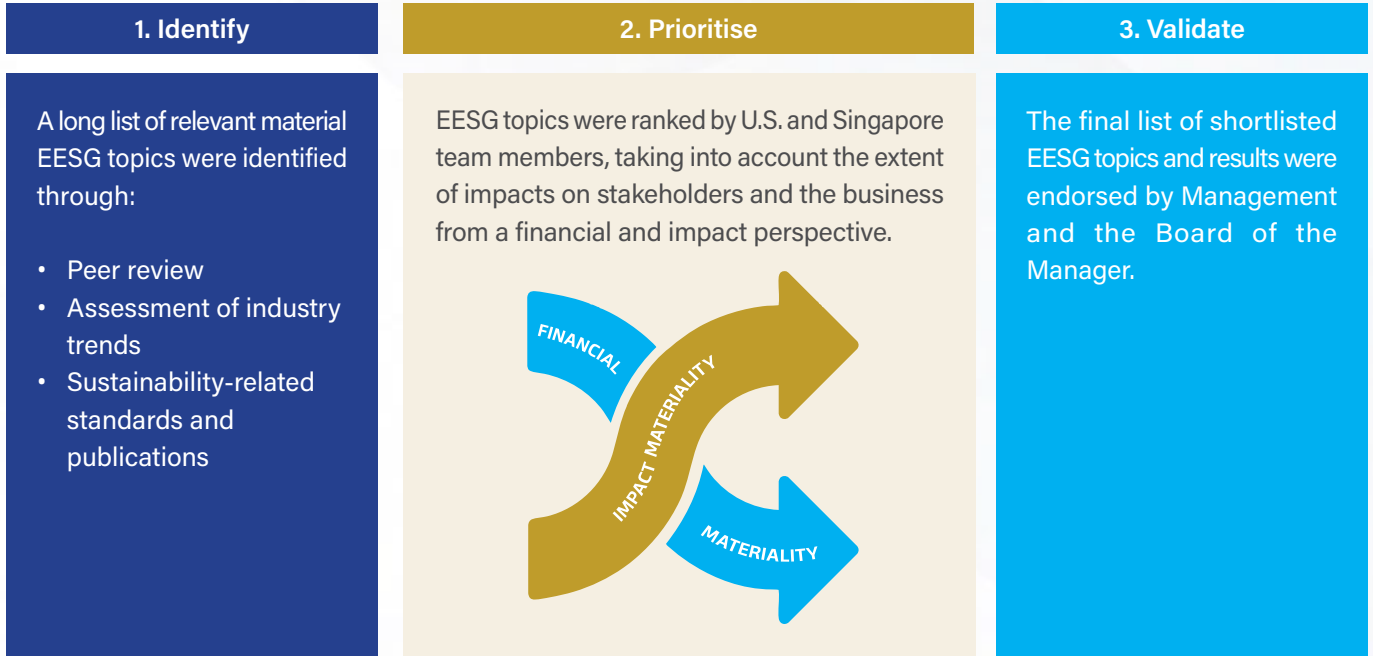 1. Identify
A long list of relevant material
EESG topics were identified
through:
• Peer review
• Assessment of industry
trends
• Sustainability-related
standards and
publications
2. Prioritise
EESG topics were ranked by U.S. and Singapore
team members, taking into account the extent
of impacts on stakeholders and the business
from a financial and impact perspective.
FINANCIAL
IMPACT MATERIALITY
MATERIALITY
3. Validate
The final list of shortlisted
EESG topics and results were
endorsed by Management
and the Board of the
Manager.